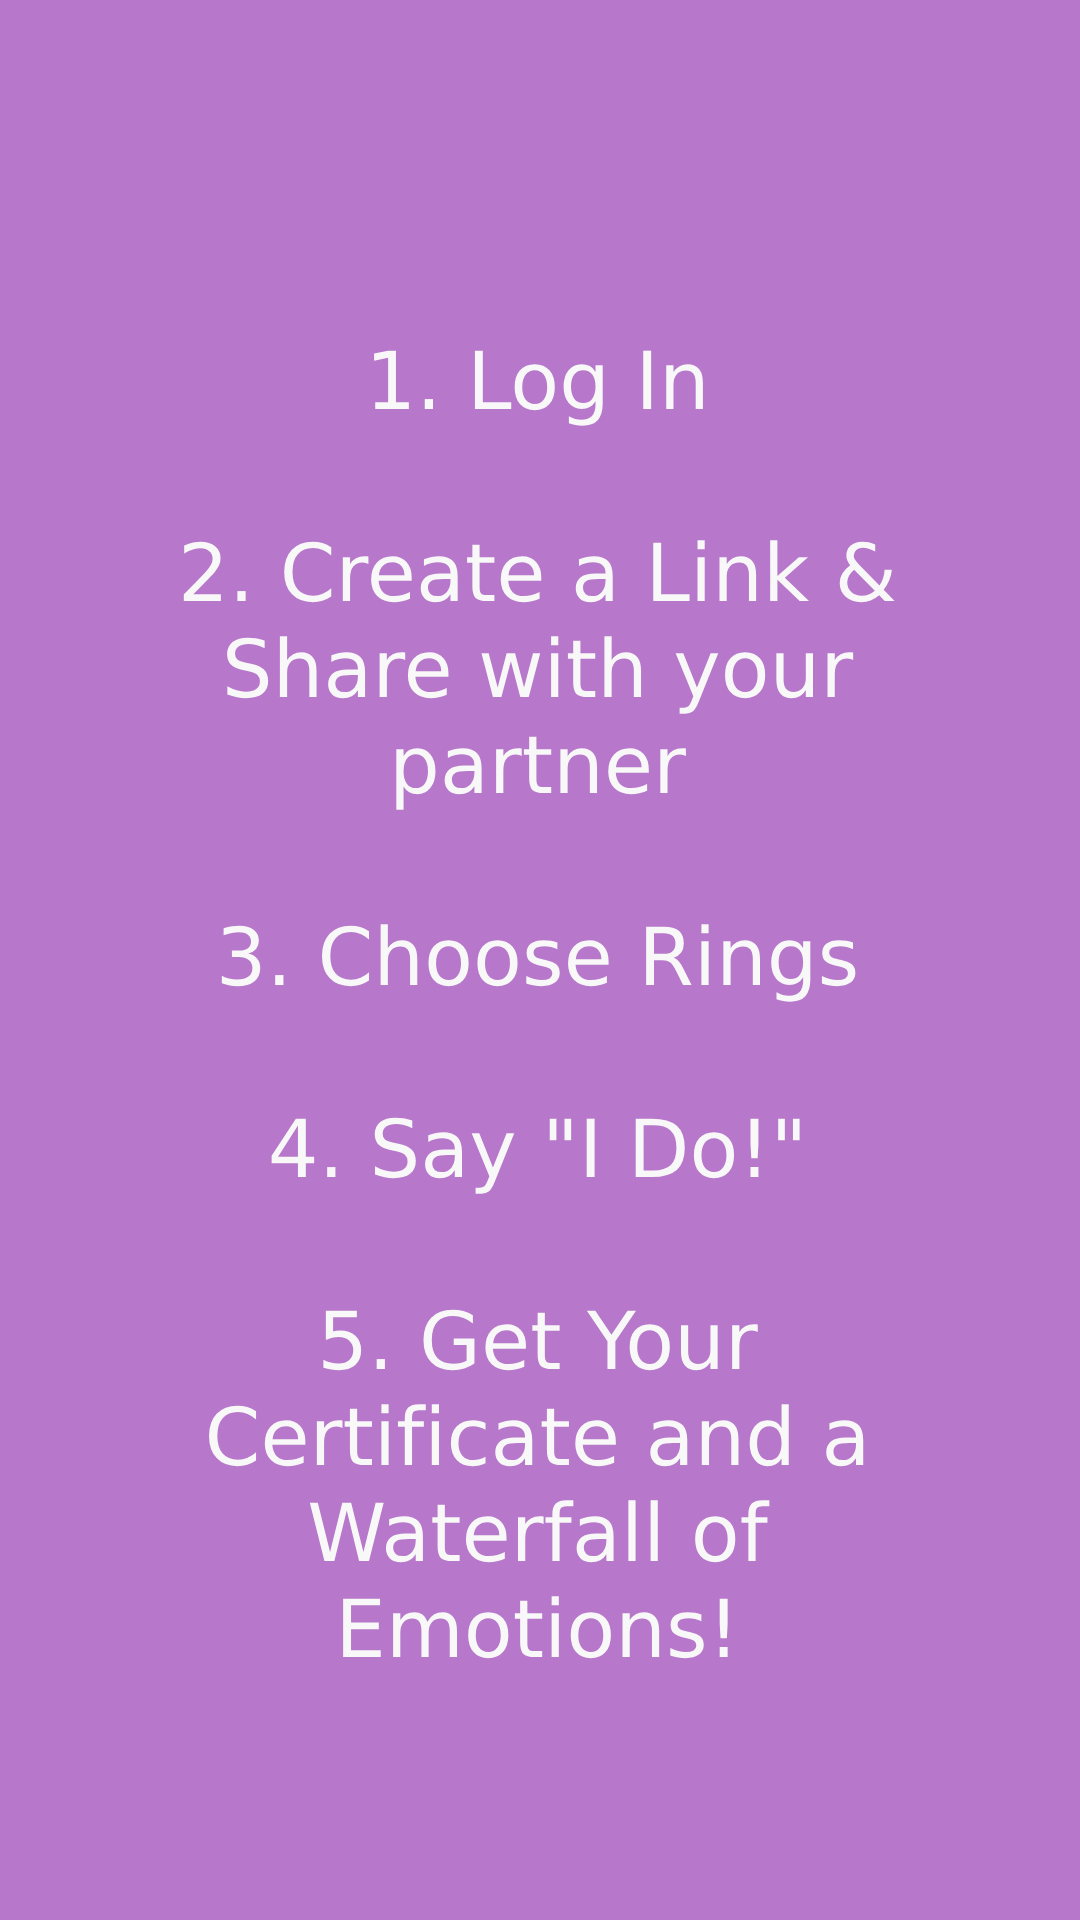 1. Log In
2. Create a Link &
Share with your
partner
3. Choose Rings
4. Say "I Do!"
5. Get Your
Certificate and a
Waterfall of
Emotions!